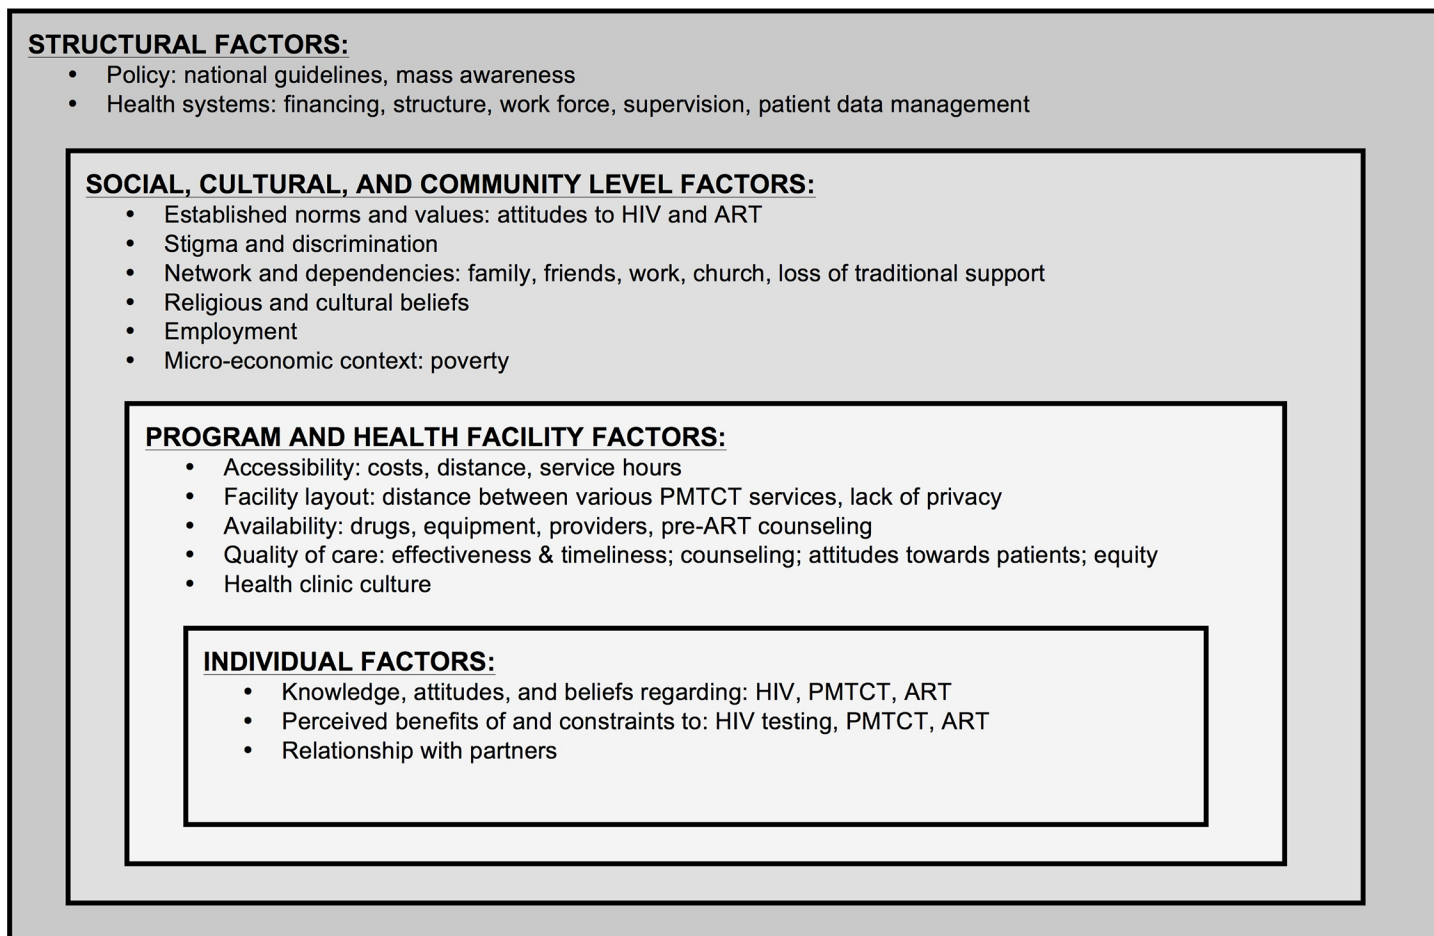 STRUCTURAL FACTORS:
• Policy: national guidelines, mass awareness
• Health systems: financing, structure, work force, supervision, patient data management
SOCIAL, CULTURAL, AND COMMUNITY LEVEL FACTORS:
• Established norms and values: attitudes to HIV and ART
• Stigma and discrimination
• Network and dependencies: family, friends, work, church, loss of traditional support
• Religious and cultural beliefs
• Employment
• Micro-economic context: poverty
PROGRAM AND HEALTH FACILITY FACTORS:
• Accessibility: costs, distance, service hours
• Facility layout: distance between various PMTCT services, lack of privacy
• Availability: drugs, equipment, providers, pre-ART counseling
• Quality of care: effectiveness & timeliness; counseling; attitudes towards patients; equity
• Health clinic culture
INDIVIDUAL FACTORS:
• Knowledge, attitudes, and beliefs regarding: HIV, PMTCT, ART
• Perceived benefits of and constraints to: HIV testing, PMTCT, ART
• Relationship with partners